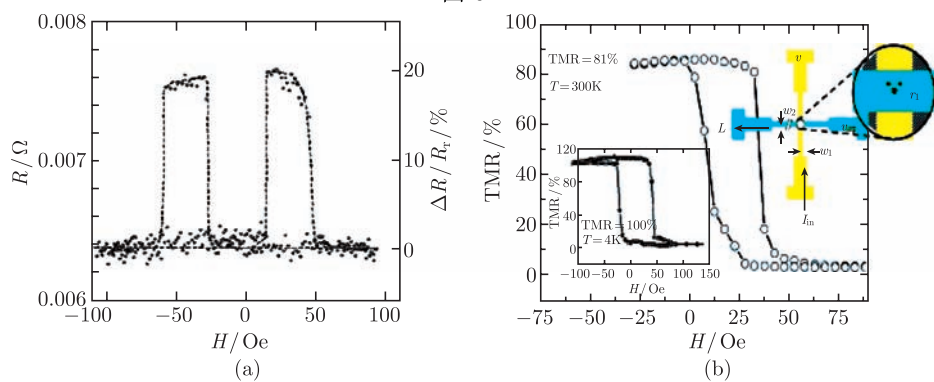 0.008
0.007
0.006
R/Ω
20
10
0
ΔR/R_r/%
−100
−50
0
50
100
H/Oe
(a)
100
80
60
40
20
0
TMR/%
TMR=81%
T=300K
v
r_1
w_2
L
w_1
I_in
120
80
40
0
TMR/%
TMR=100%
T=4K
−100
−50
0
50
100
150
H/Oe
−75
−50
−25
0
25
50
75
H/Oe
(b)